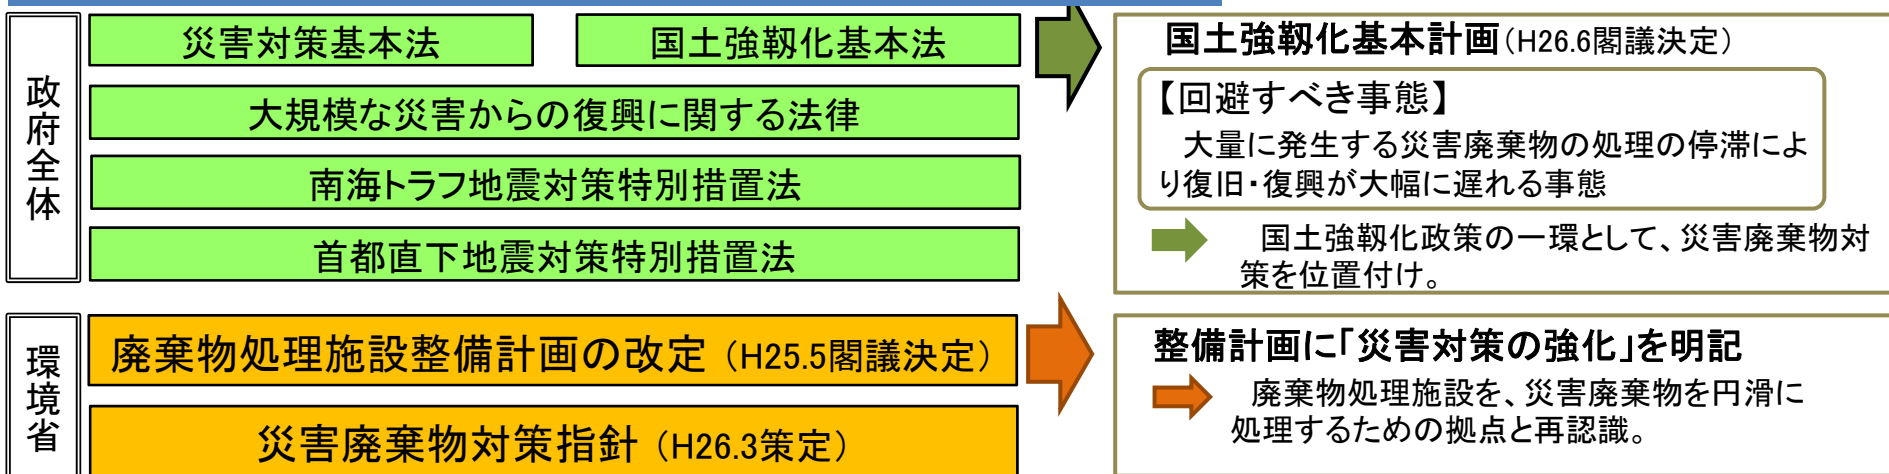 政府全体
災害対策基本法
国土強靱化基本法
大規模な災害からの復興に関する法律
南海トラフ地震対策特別措置法
首都直下地震対策特別措置法
国土強靱化基本計画（H26.6閣議決定）
【回避すべき事態】
大量に発生する災害廃棄物の処理の停滞によ
り復旧・復興が大幅に遅れる事態
国土強靱化政策の一環として、災害廃棄物対
策を位置付け。
環境省
廃棄物処理施設整備計画の改定（H25.5閣議決定）
災害廃棄物対策指針（H26.3策定）
整備計画に「災害対策の強化」を明記
廃棄物処理施設を、災害廃棄物を円滑に
処理するための拠点と再認識。